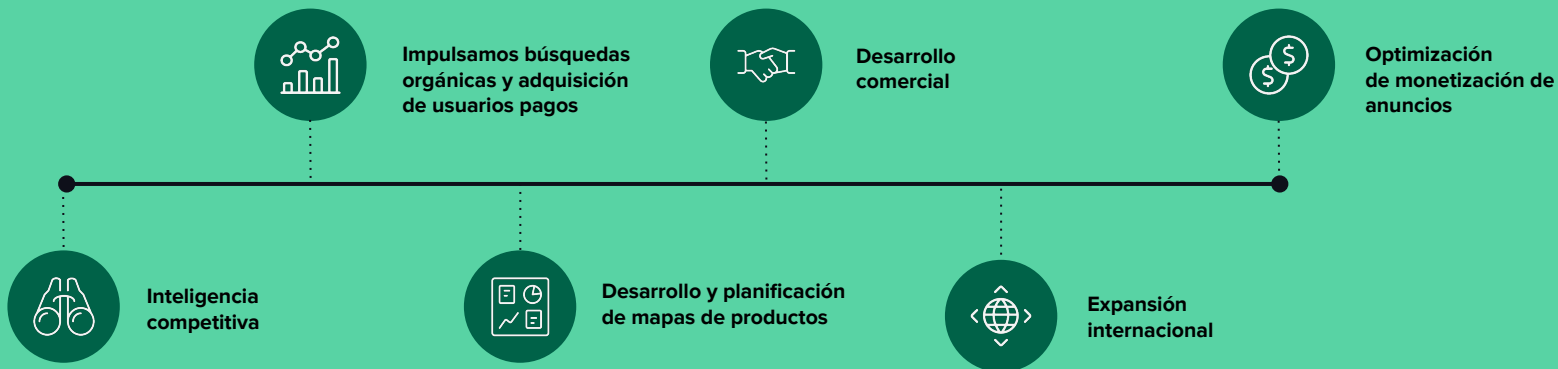 Impulsamos búsquedas
orgánicas y adquisición
de usuarios pagos
Desarrollo
comercial
Optimización
de monetización de
anuncios
Inteligencia
competitiva
Desarrollo y planificación
de mapas de productos
Expansión
internacional